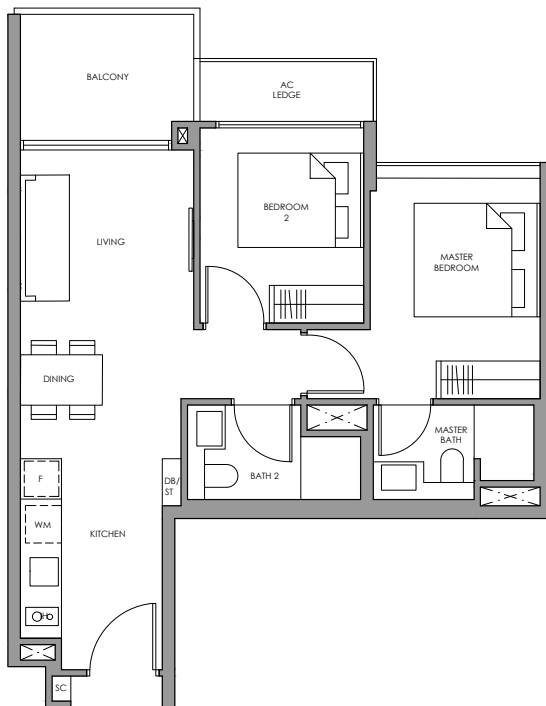 BALCONY
AC
LEDGE
BEDROOM
2
LIVING
MASTER
BEDROOM
DINING
MASTER
BATH
F
DB/
ST
BATH 2
WM
KITCHEN
H
SC